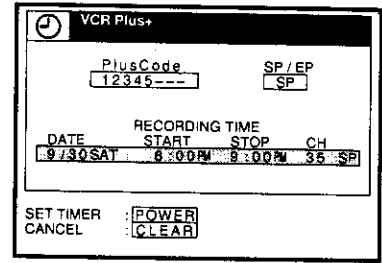 VCR Plus+
PlusCode SP/EP
12345--- SP
RECORDING TIME
DATE START STOP CH
9/30SAT 8:00PM 9:00PM 35 SP
SET TIMER : POWER
CANCEL : CLEAR